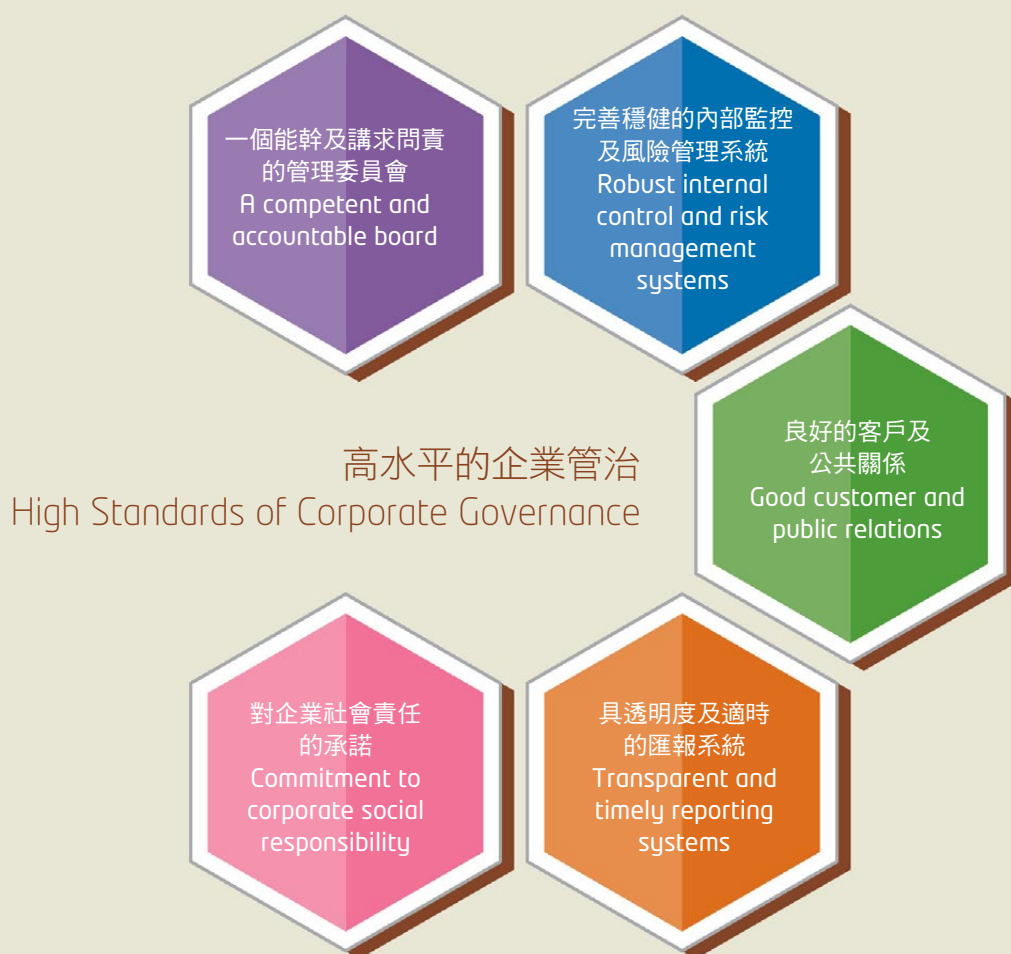 一個能幹及講求問責
的管理委員會
A competent and
accountable board
完善穩健的內部監控
及風險管理系統
Robust internal
control and risk
management
systems
良好的客戶及
公共關係
Good customer and
public relations
高水平的企業管治
High Standards of Corporate Governance
對企業社會責任
的承諾
Commitment to
corporate social
responsibility
具透明度及適時
的匯報系統
Transparent and
timely reporting
systems